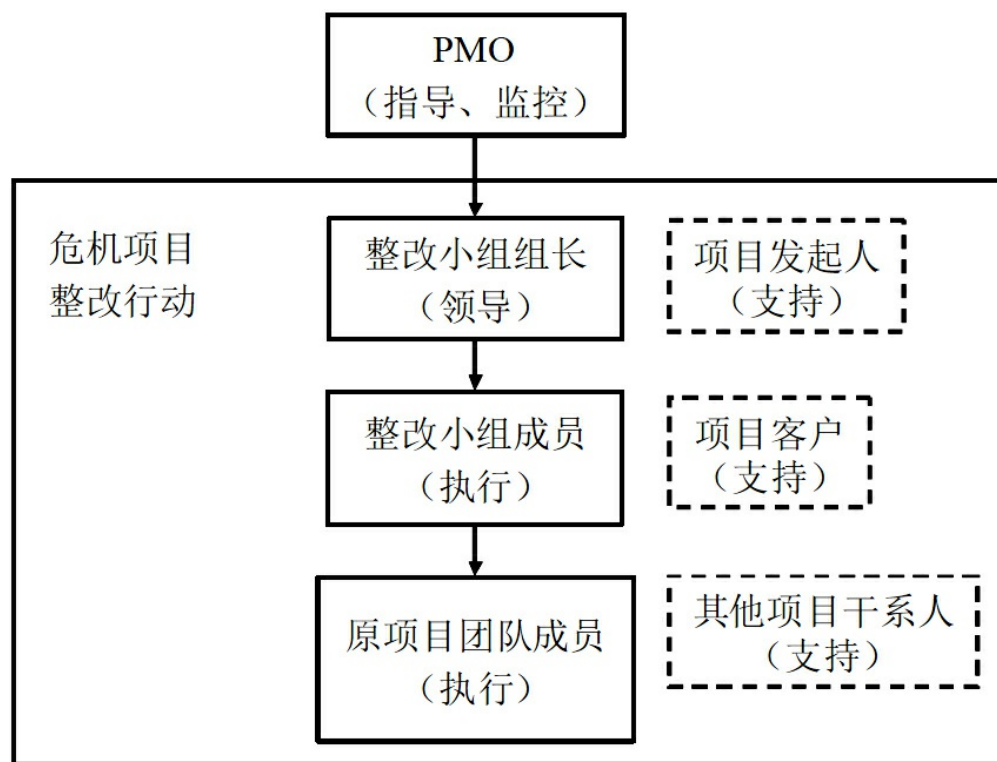 PMO
（指导、监控）
危机项目
整改行动
整改小组组长
（领导）
项目发起人
（支持）
整改小组成员
（执行）
项目客户
（支持）
原项目团队成员
（执行）
其他项目干系人
（支持）